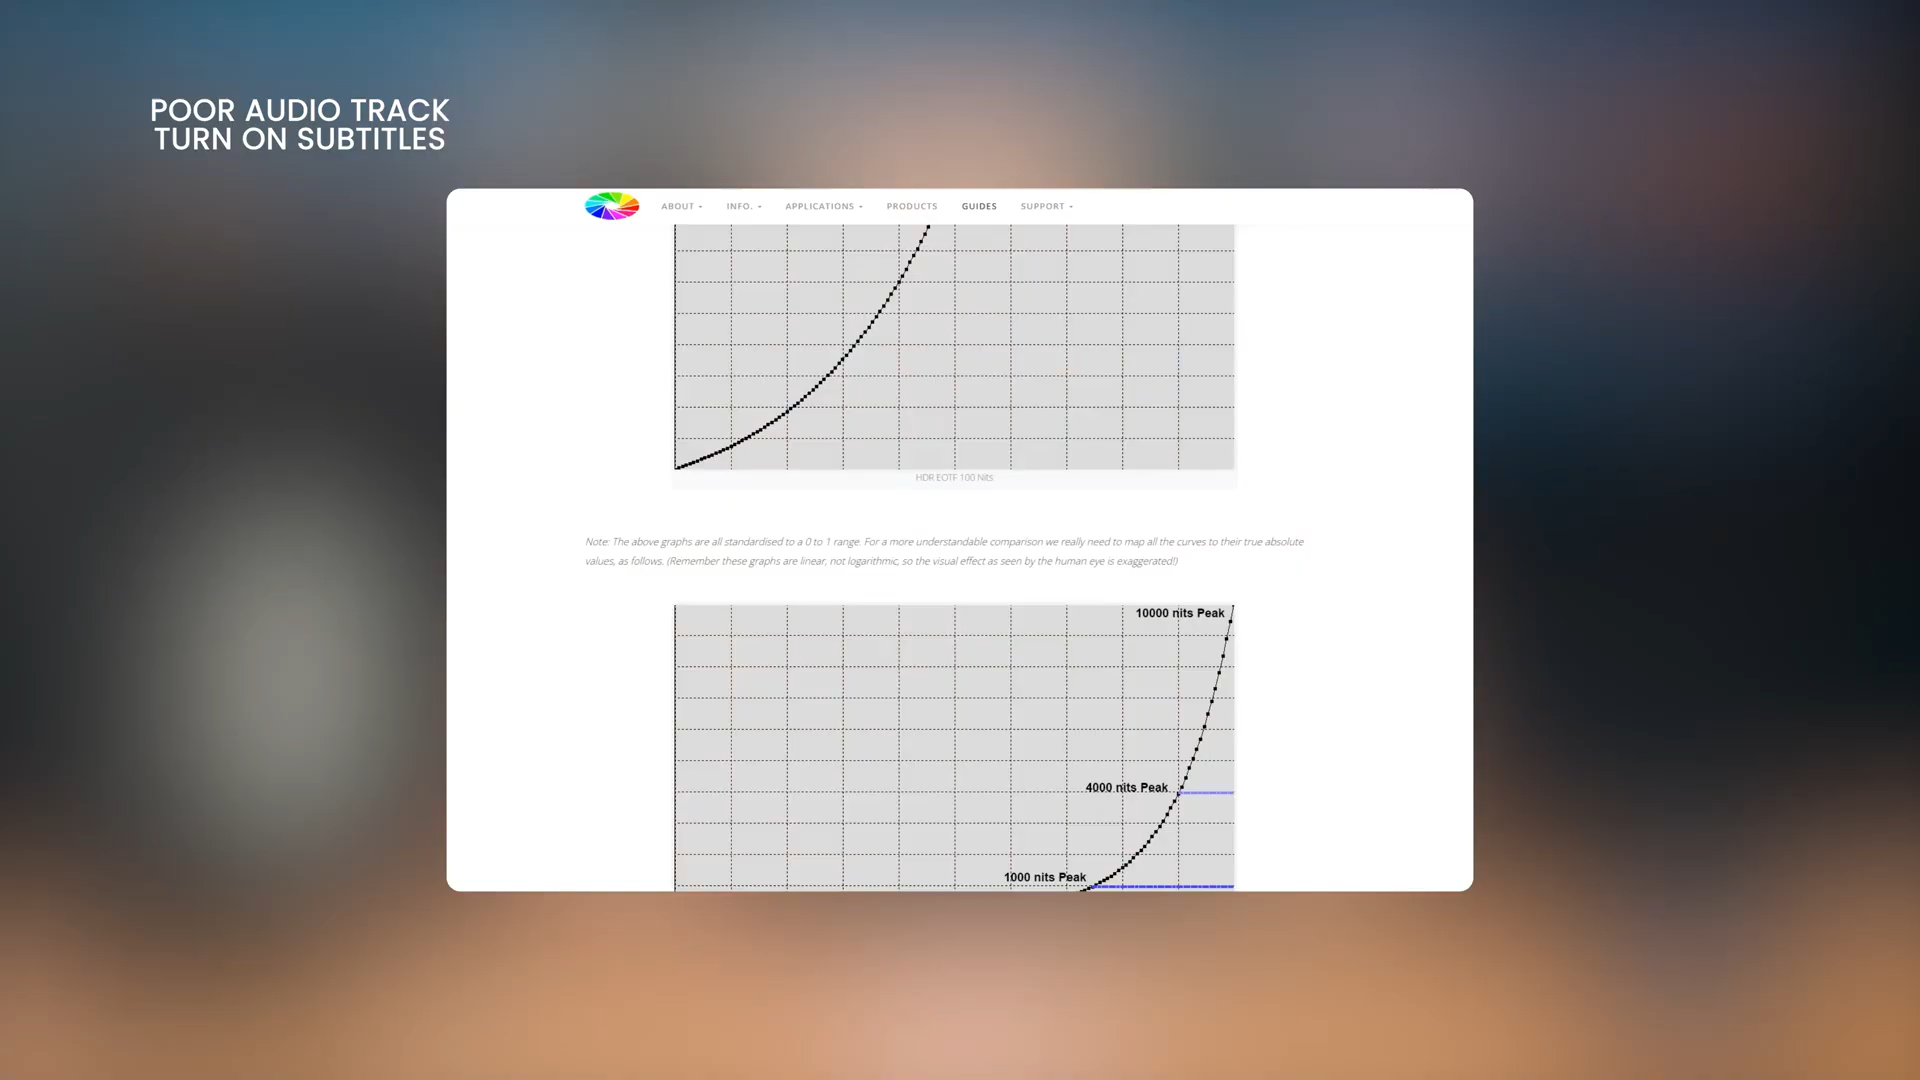 POOR AUDIO TRACK
TURN ON SUBTITLES
ABOUT INFO. APPLICATIONS PRODUCTS GUIDES SUPPORT
HDR EOTF 100 Nits
Note: The above graphs are all standardised to a 0 to 1 range. For a more understandable comparison we really need to map all the curves to their true absolute
values, as follows. (Remember these graphs are linear, not logarithmic, so the visual effect as seen by the human eye is exaggerated!)
10000 nits Peak
4000 nits Peak
1000 nits Peak